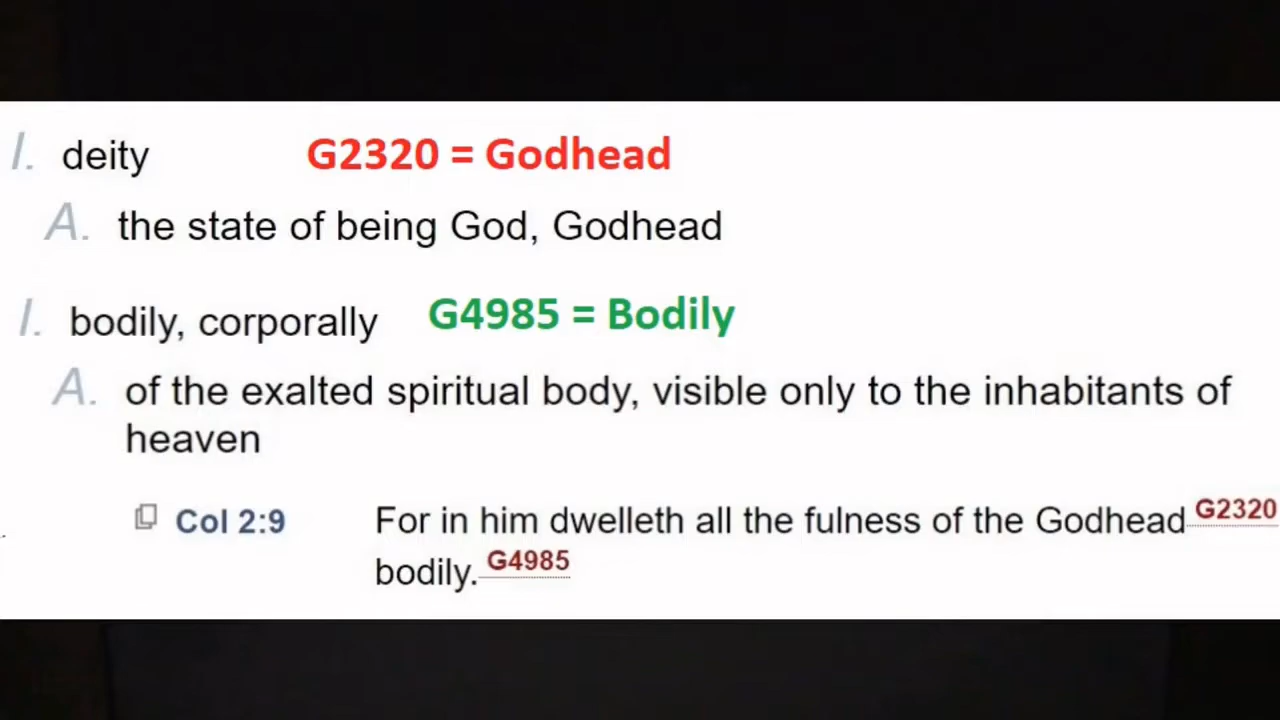 I. deity G2320 = Godhead
A. the state of being God, Godhead
I. bodily, corporally G4985 = Bodily
A. of the exalted spiritual body, visible only to the inhabitants of
heaven
Col 2:9 For in him dwelleth all the fulness of the Godhead G2320
bodily. G4985